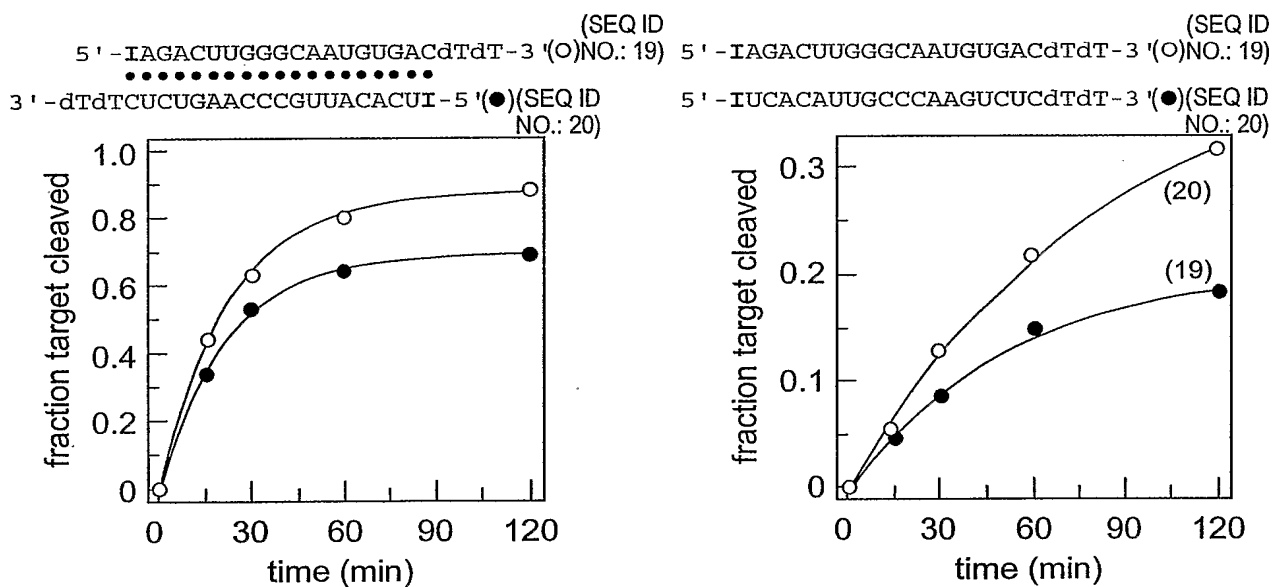 (SEQ ID
5'-IAGACUUGGGCAAUGUGACdTdT-3'(○)NO.: 19)
3'-dTdTCUCUGAACCCGUUACACUI-5'(●)(SEQ ID
NO.: 20)
fraction target cleaved
1.0
0.8
0.6
0.4
0.2
0
0 30 60 90 120
time (min)
(SEQ ID
5'-IAGACUUGGGCAAUGUGACdTdT-3'(○)NO.: 19)
5'-IUCACAUUGCCCAAGUCUCdTdT-3'(●)(SEQ ID
NO.: 20)
fraction target cleaved
0.3
0.2
0.1
0
(20)
(19)
0 30 60 90 120
time (min)